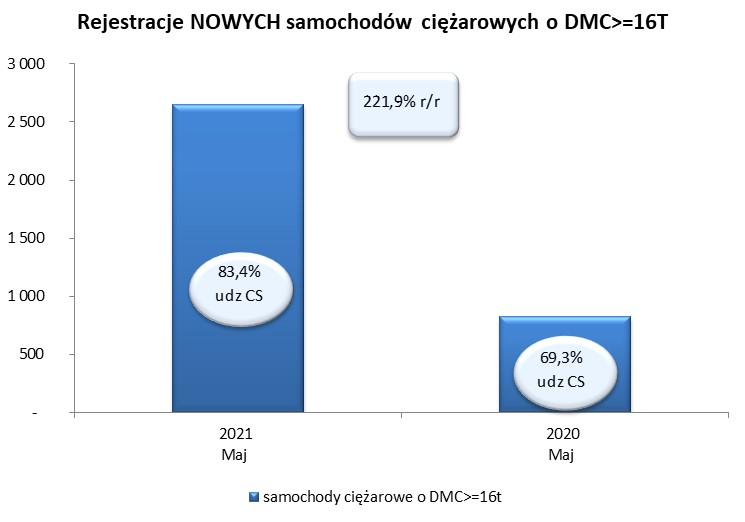 Rejestracje NOWYCH samochodów ciężarowych o DMC>=16T
3 000
2 500
2 000
1 500
1 000
500
-
221,9% r/r
83,4%
udz CS
69,3%
udz CS
2021
Maj
2020
Maj
samochody ciężarowe o DMC>=16t